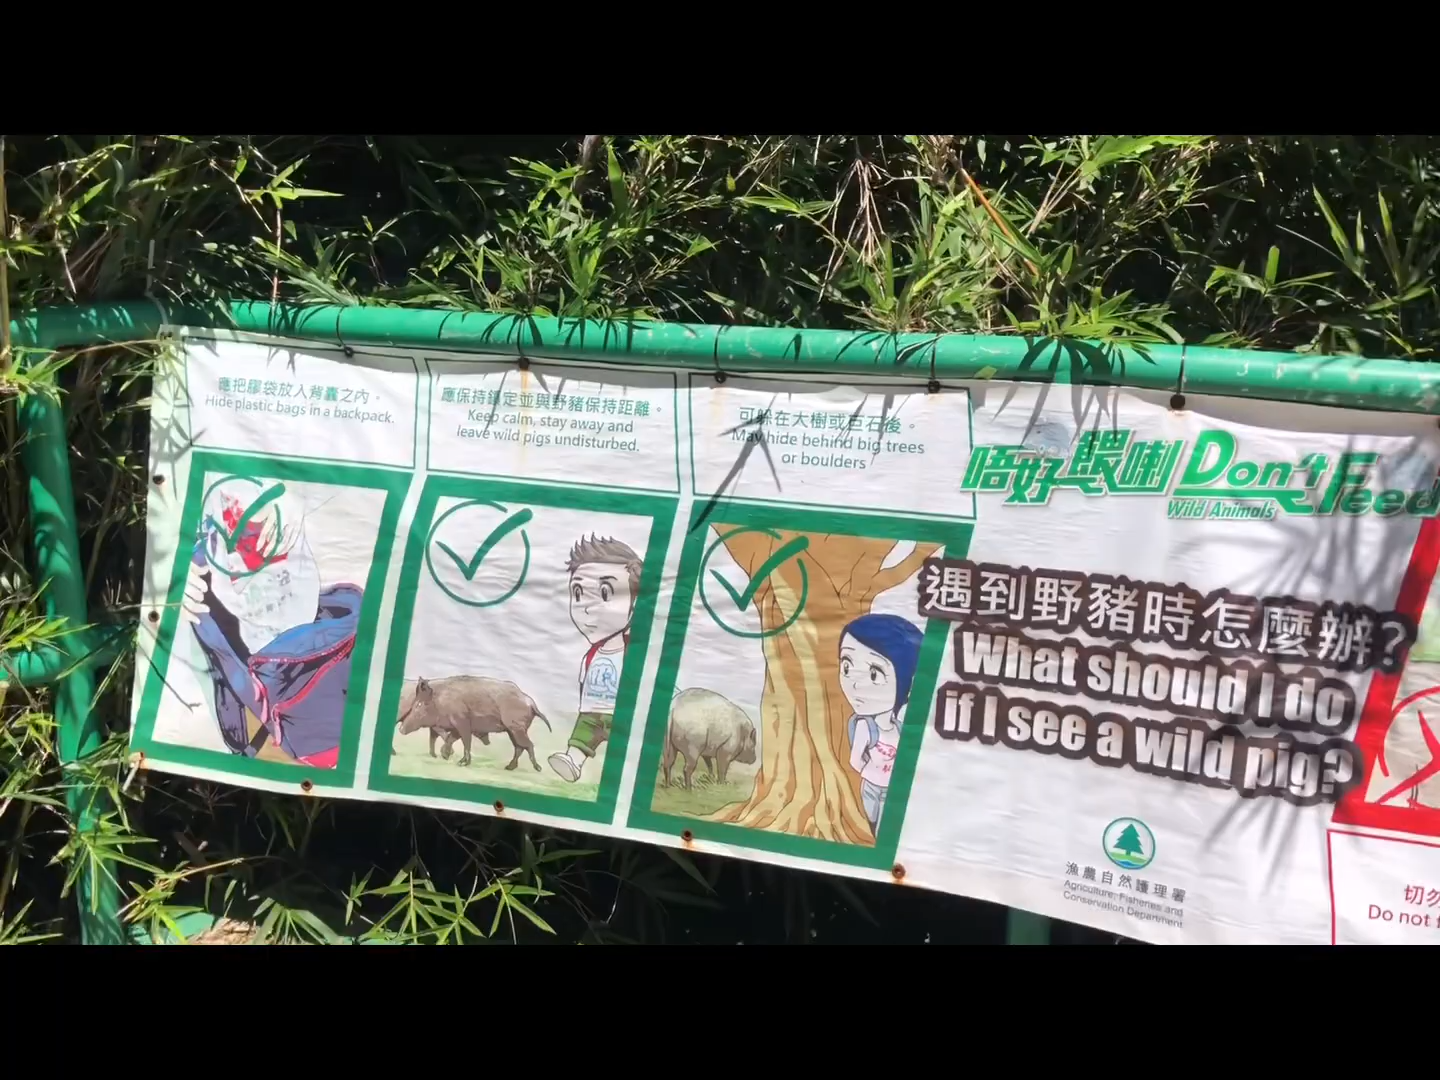 應把膠袋放入背囊之內。
Hide plastic bags in a backpack.
應保持鎮定並與野豬保持距離。
Keep calm, stay away and
leave wild pigs undisturbed.
可躲在大樹或巨石後。
May hide behind big trees
or boulders
唔好餵喇 Don't Feed
Wild Animals
遇到野豬時怎麼辦?
What should I do
if I see a wild pig?
漁農自然護理署
Agriculture, Fisheries and
Conservation Department
切勿
Do not